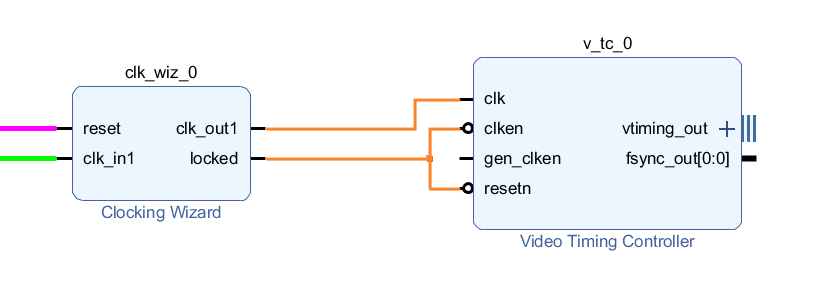 clk_wiz_0
reset
clk_in1
clk_out1
locked
Clocking Wizard
v_tc_0
clk
clken
gen_clken
resetn
vtiming_out
fsync_out[0:0]
Video Timing Controller